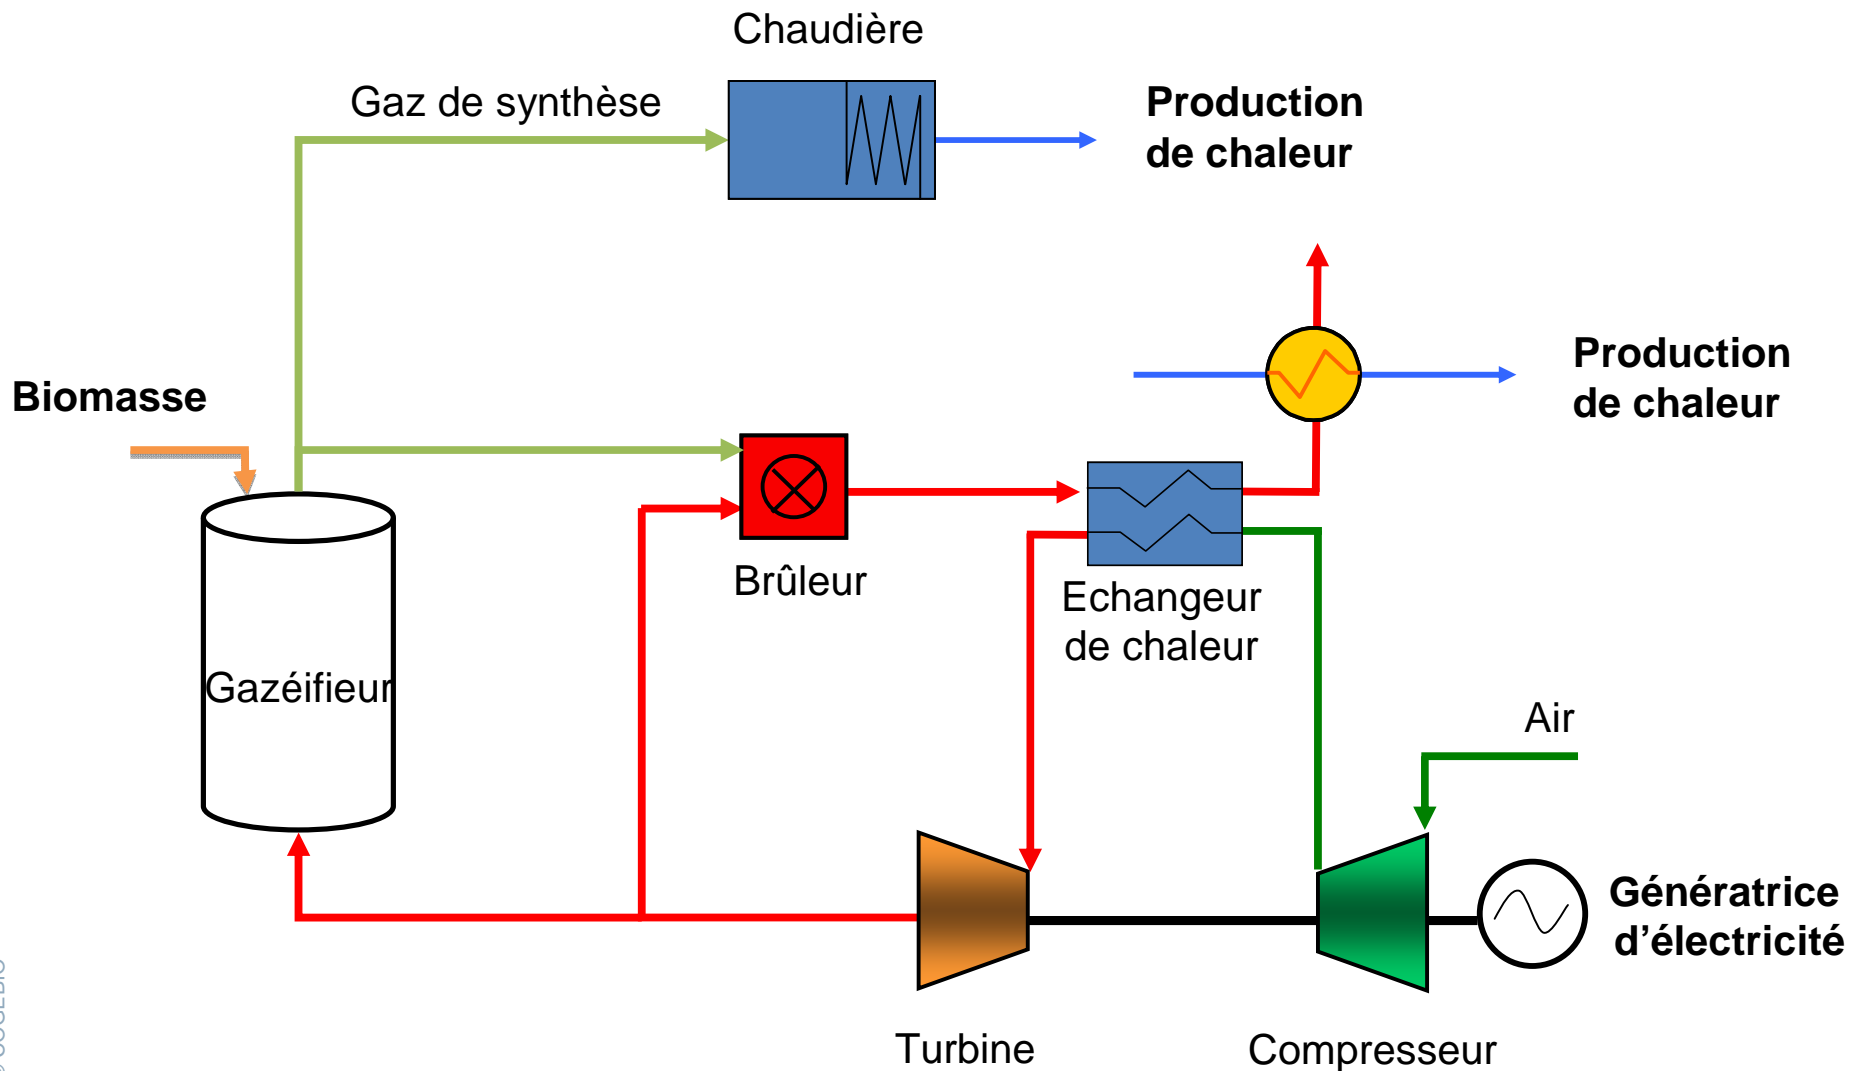 Chaudière
Gaz de synthèse
Production
de chaleur
Production
de chaleur
Biomasse
Brûleur
Echangeur
de chaleur
Gazéifieur
Air
Génératrice
d’électricité
Turbine
Compresseur